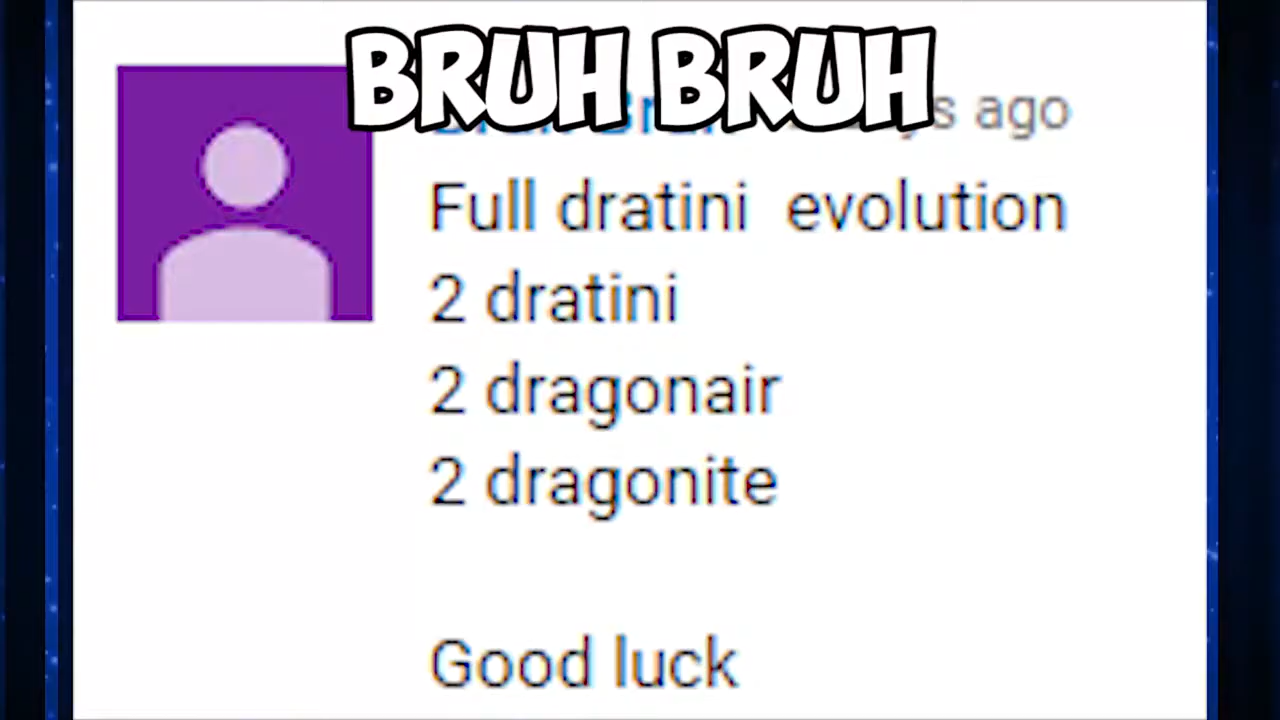 BRUH BRUH
ago
Full dratini evolution
2 dratini
2 dragonair
2 dragonite
Good luck